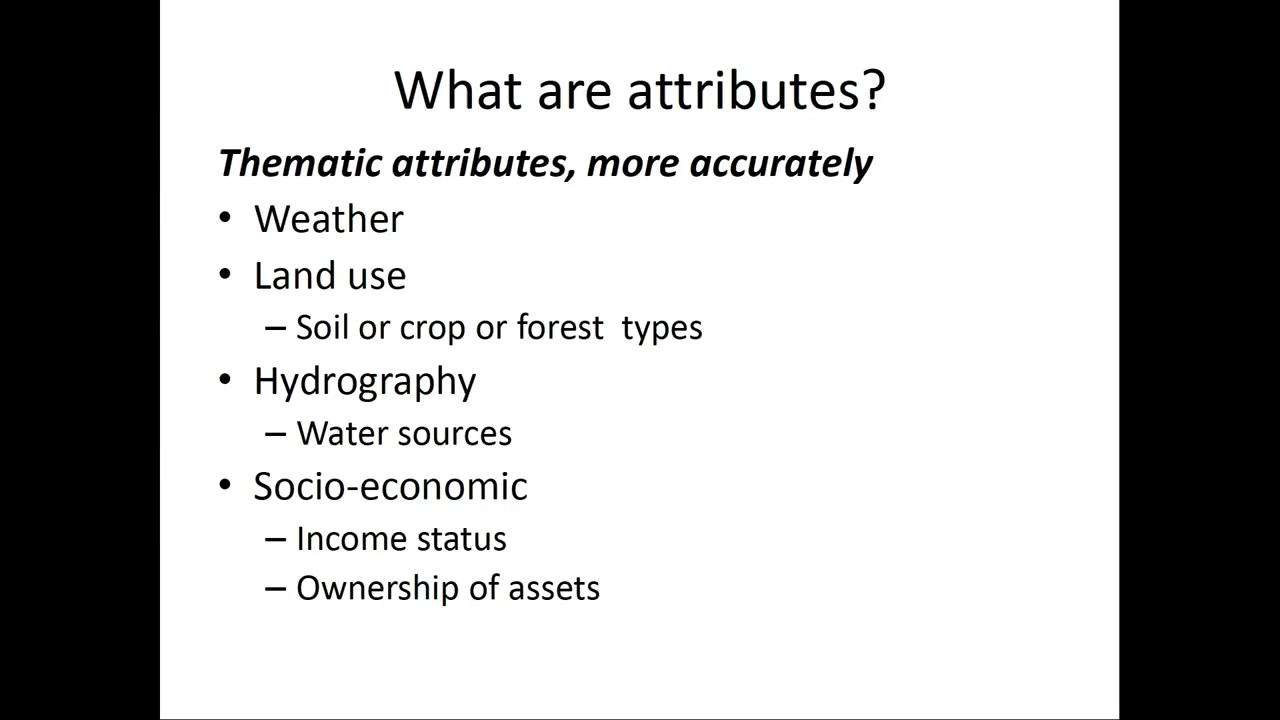 What are attributes?
Thematic attributes, more accurately
• Weather
• Land use
– Soil or crop or forest  types
• Hydrography
– Water sources
• Socio-economic
– Income status
– Ownership of assets